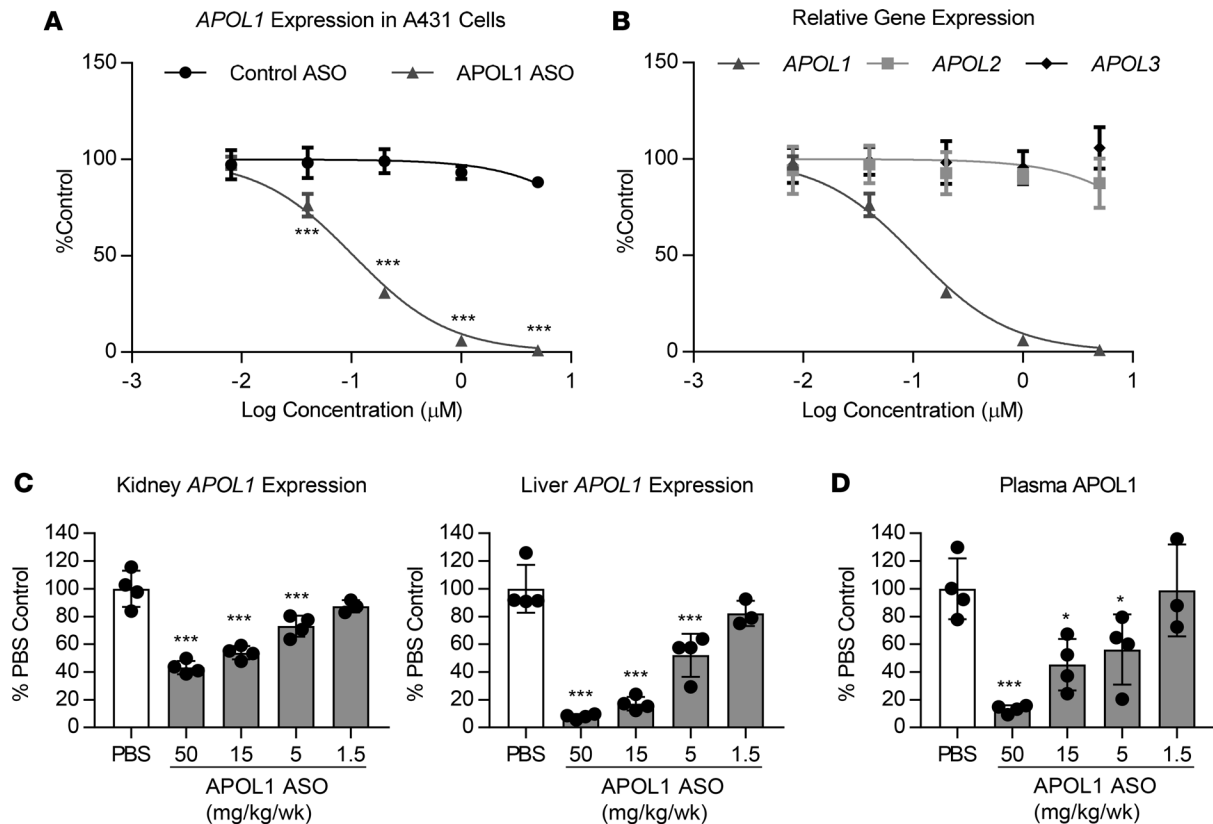 A
APOL1 Expression in A431 Cells
Control ASO
APOL1 ASO
150
100
50
0
%Control
***
***
***
***
-3
-2
-1
0
1
Log Concentration (μM)
B
Relative Gene Expression
APOL1
APOL2
APOL3
150
100
50
0
%Control
-3
-2
-1
0
1
Log Concentration (μM)
C
Kidney APOL1 Expression
140
120
100
80
60
40
20
0
% PBS Control
***
***
***
PBS
50
15
5
1.5
APOL1 ASO
(mg/kg/wk)
Liver APOL1 Expression
140
120
100
80
60
40
20
0
% PBS Control
***
***
***
PBS
50
15
5
1.5
APOL1 ASO
(mg/kg/wk)
D
Plasma APOL1
140
120
100
80
60
40
20
0
% PBS Control
***
*
*
PBS
50
15
5
1.5
APOL1 ASO
(mg/kg/wk)